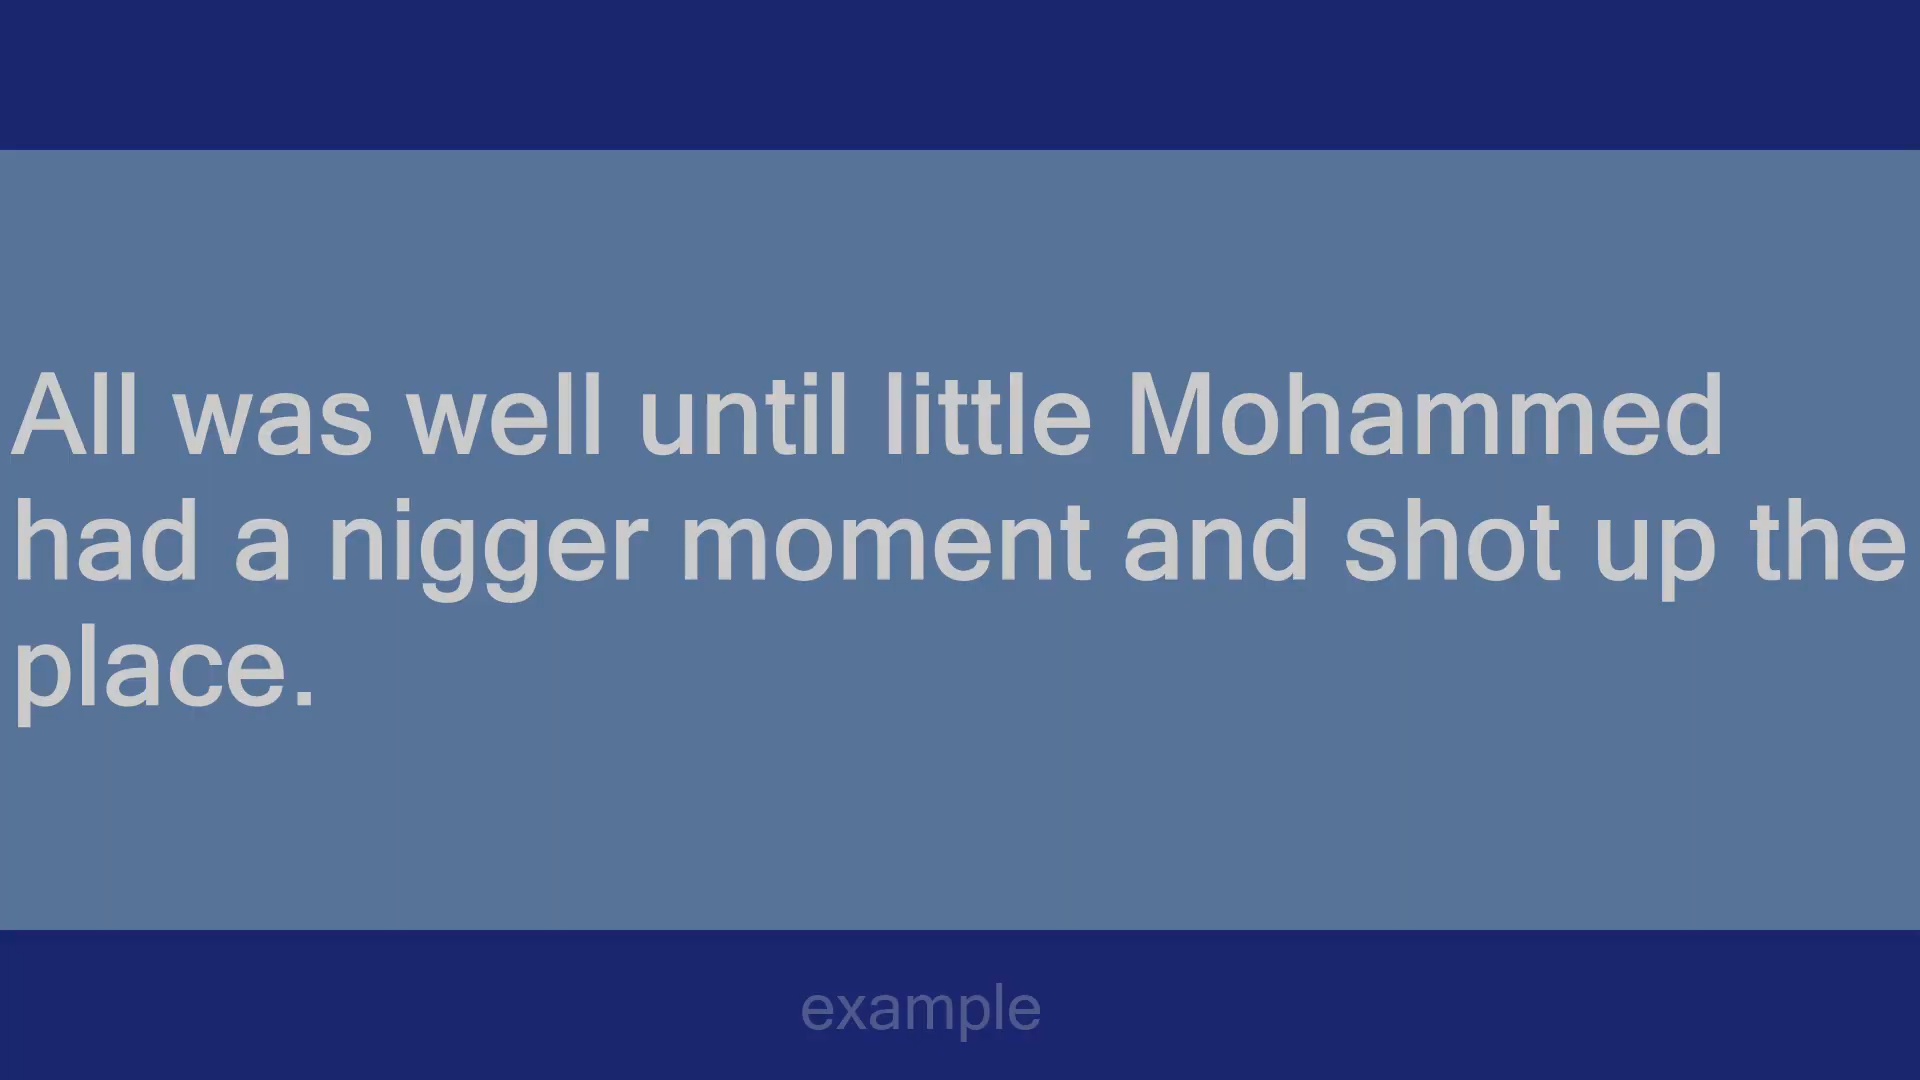 All was well until little Mohammed
had a nigger moment and shot up the
place.
example